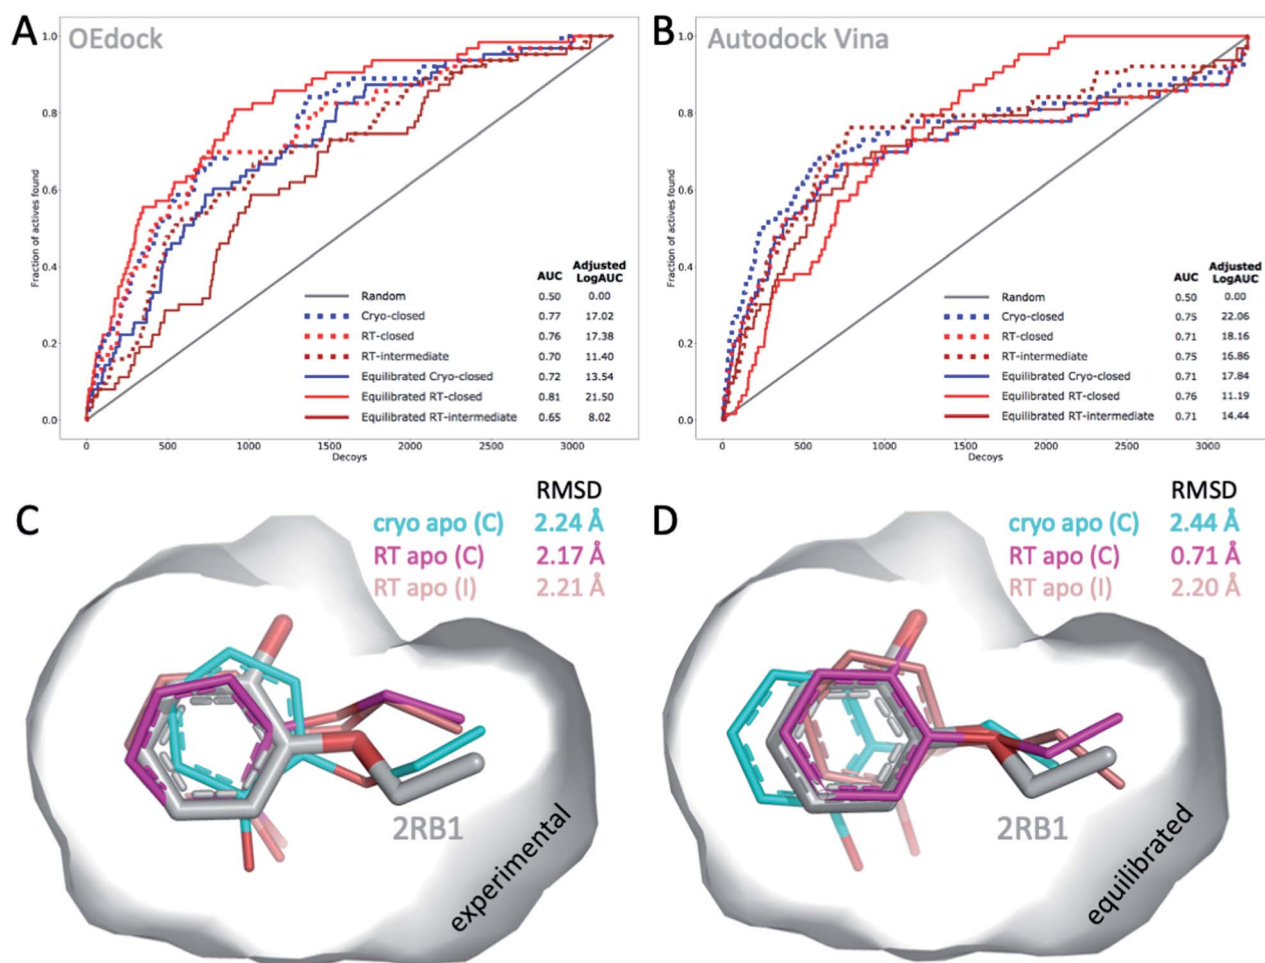 A
OEdock
Fraction of actives found
1.0
0.8
0.6
0.4
0.2
0.0
0
500
1000
1500
2000
2500
3000
Decoys
AUC Adjusted LogAUC
Random 0.50 0.00
Cryo-closed 0.77 17.02
RT-closed 0.76 17.38
RT-intermediate 0.70 11.40
Equilibrated Cryo-closed 0.72 13.54
Equilibrated RT-closed 0.81 21.50
Equilibrated RT-intermediate 0.65 8.02
B
Autodock Vina
Fraction of actives found
1.0
0.8
0.6
0.4
0.2
0.0
0
500
1000
1500
2000
2500
3000
Decoys
AUC Adjusted LogAUC
Random 0.50 0.00
Cryo-closed 0.75 22.06
RT-closed 0.71 18.16
RT-intermediate 0.75 16.86
Equilibrated Cryo-closed 0.71 17.84
Equilibrated RT-closed 0.76 11.19
Equilibrated RT-intermediate 0.71 14.44
C
RMSD
cryo apo (C) 2.24 Å
RT apo (C) 2.17 Å
RT apo (I) 2.21 Å
2RB1
experimental
D
RMSD
cryo apo (C) 2.44 Å
RT apo (C) 0.71 Å
RT apo (I) 2.20 Å
2RB1
equilibrated